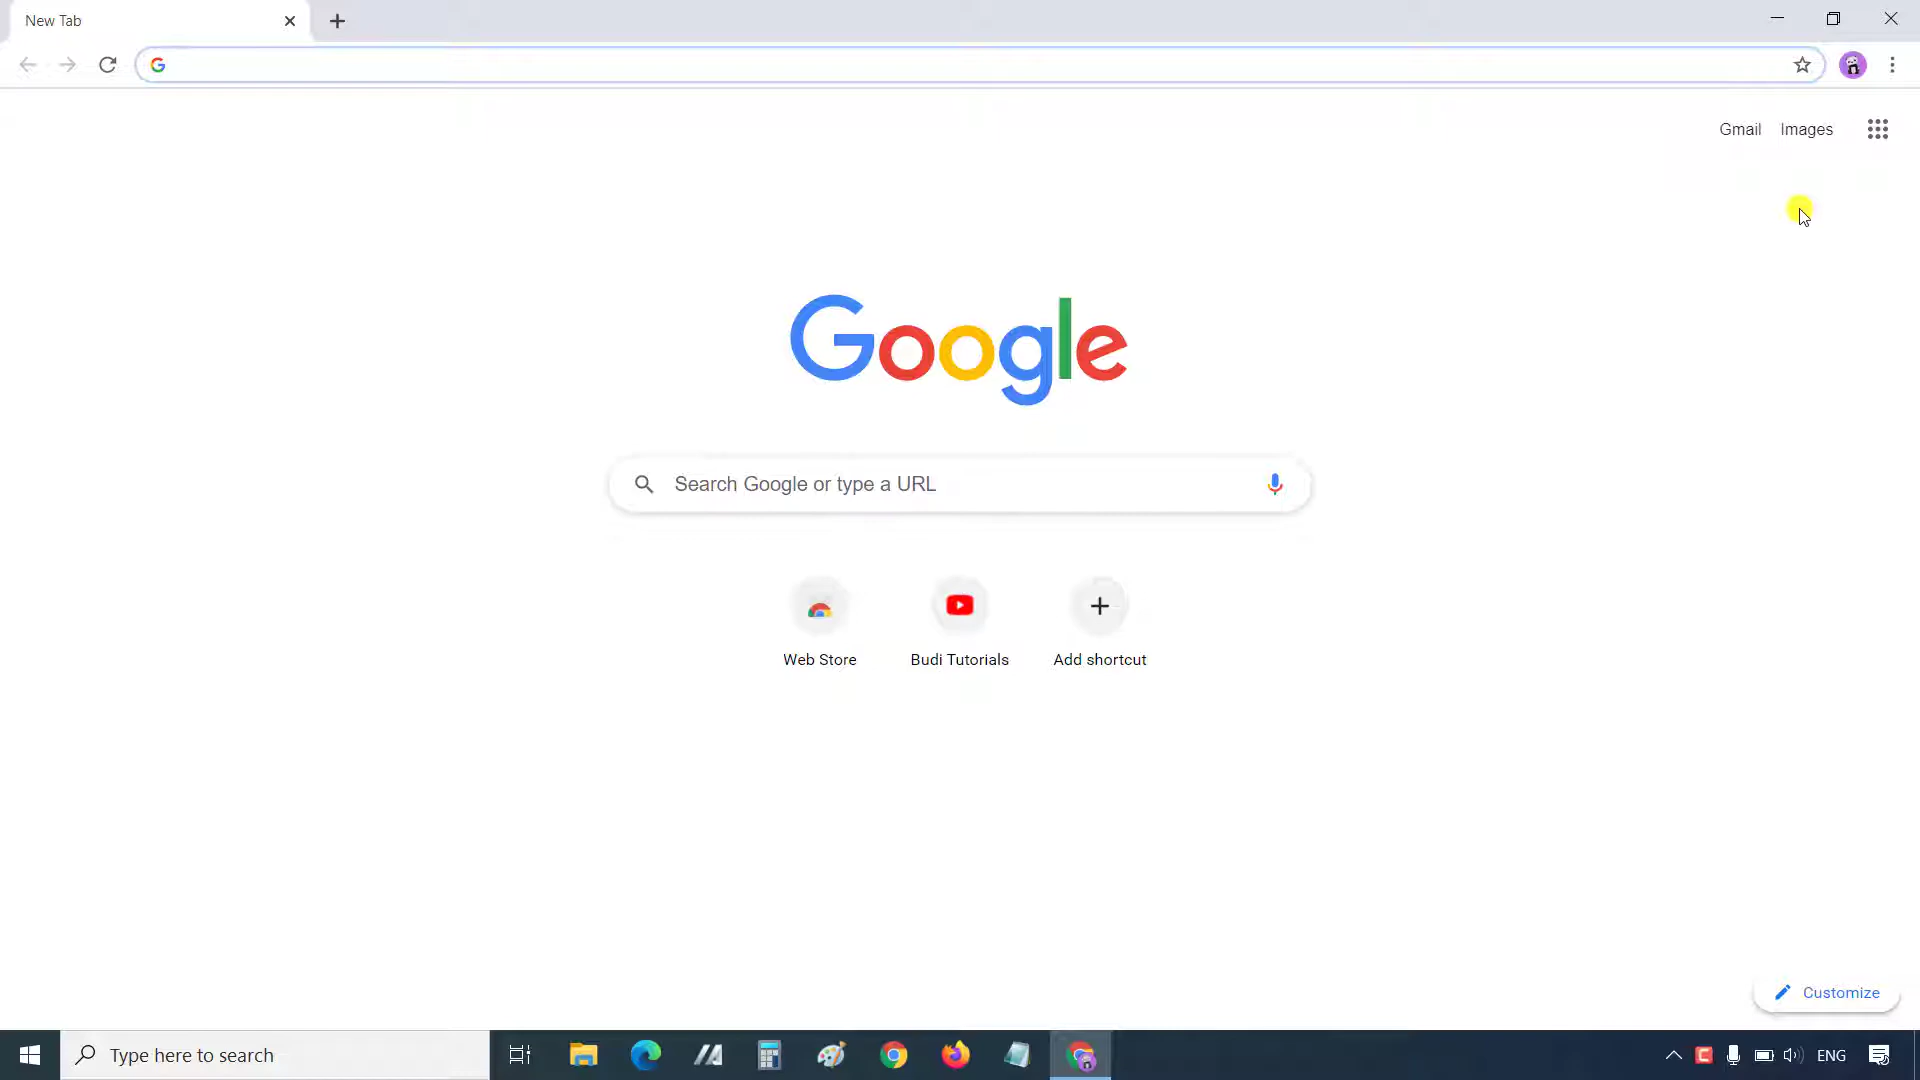 New Tab
Gmail Images
Google
Search Google or type a URL
Web Store Budi Tutorials Add shortcut
Customize
Type here to search
ENG